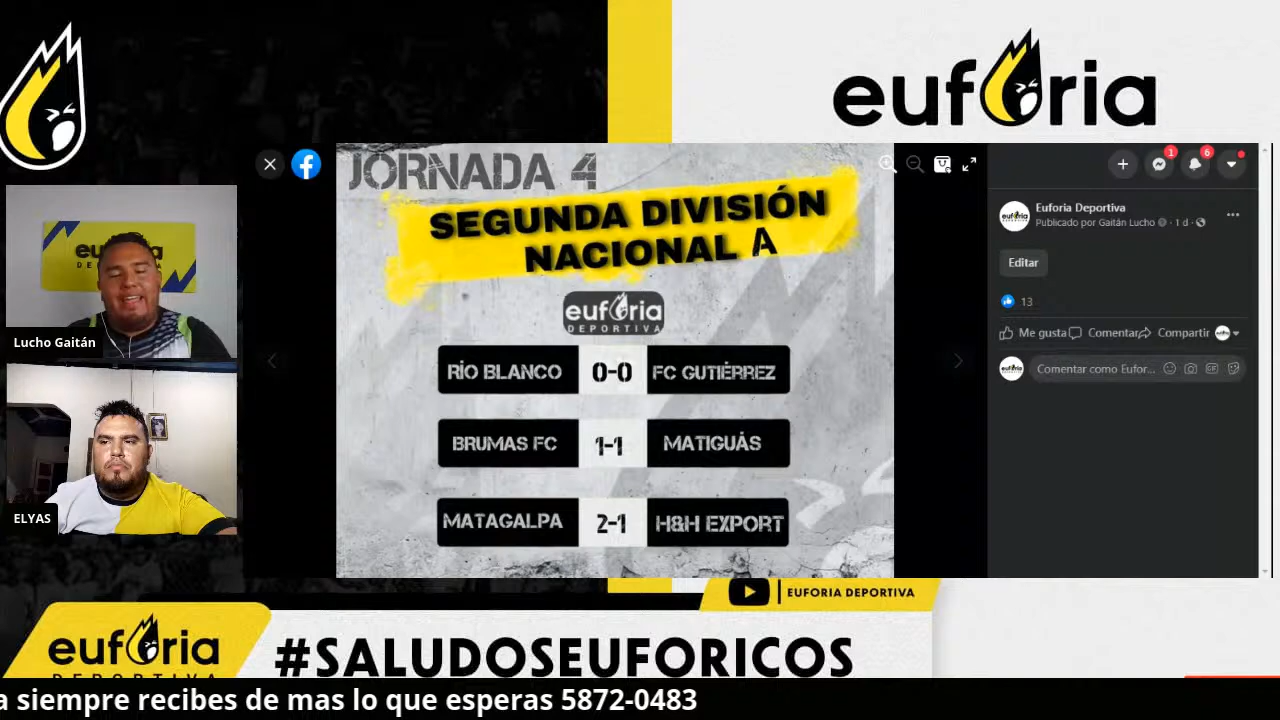 euforia
JORNADA 4
SEGUNDA DIVISIÓN
NACIONAL A
euforia
DEPORTIVA
RÍO BLANCO 0-0 FC GUTIÉRREZ
BRUMAS FC 1-1 MATIGUÁS
MATAGALPA 2-1 H&H EXPORT
1
6
Euforia Deportiva
Publicado por Gaitán Lucho · 1 d ·
Editar
13
Me gusta Comentar Compartir
Comentar como Eufor...
Lucho Gaitán
ELYAS
EUFORIA DEPORTIVA
euforia
DEPORTIVA
#SALUDOSEUFORICOS
a siempre recibes de mas lo que esperas 5872-0483